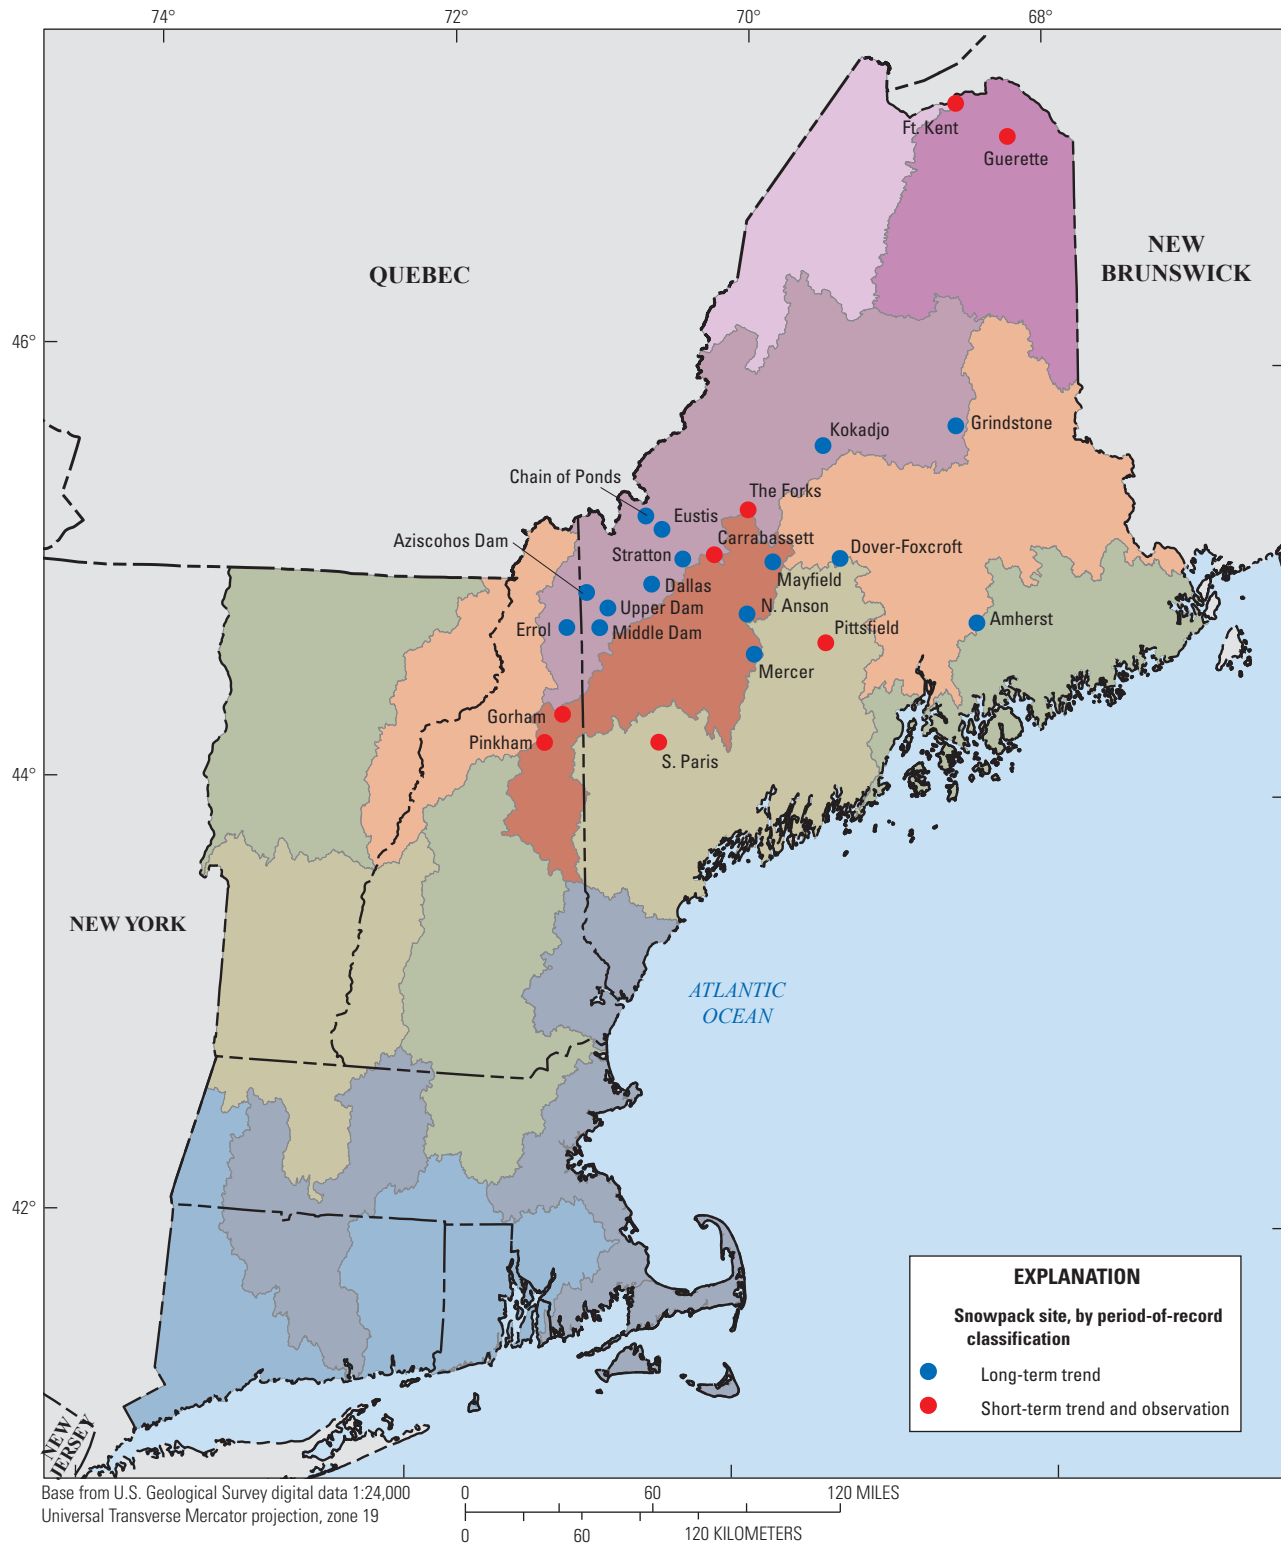 74°
72°
70°
68°
Ft. Kent
Guerette
NEW
BRUNSWICK
QUEBEC
46°
Grindstone
Kokadjo
Chain of Ponds
The Forks
Eustis
Carrabassett
Aziscohos Dam
Stratton
Dover-Foxcroft
Mayfield
Dallas
Upper Dam
N. Anson
Amherst
Errol
Middle Dam
Pittsfield
Mercer
Gorham
Pinkham
S. Paris
44°
NEW YORK
ATLANTIC
OCEAN
42°
EXPLANATION
Snowpack site, by period-of-record
classification
Long-term trend
Short-term trend and observation
NEW
JERSEY
Base from U.S. Geological Survey digital data 1:24,000
Universal Transverse Mercator projection, zone 19
0 60 120 MILES
0 60 120 KILOMETERS